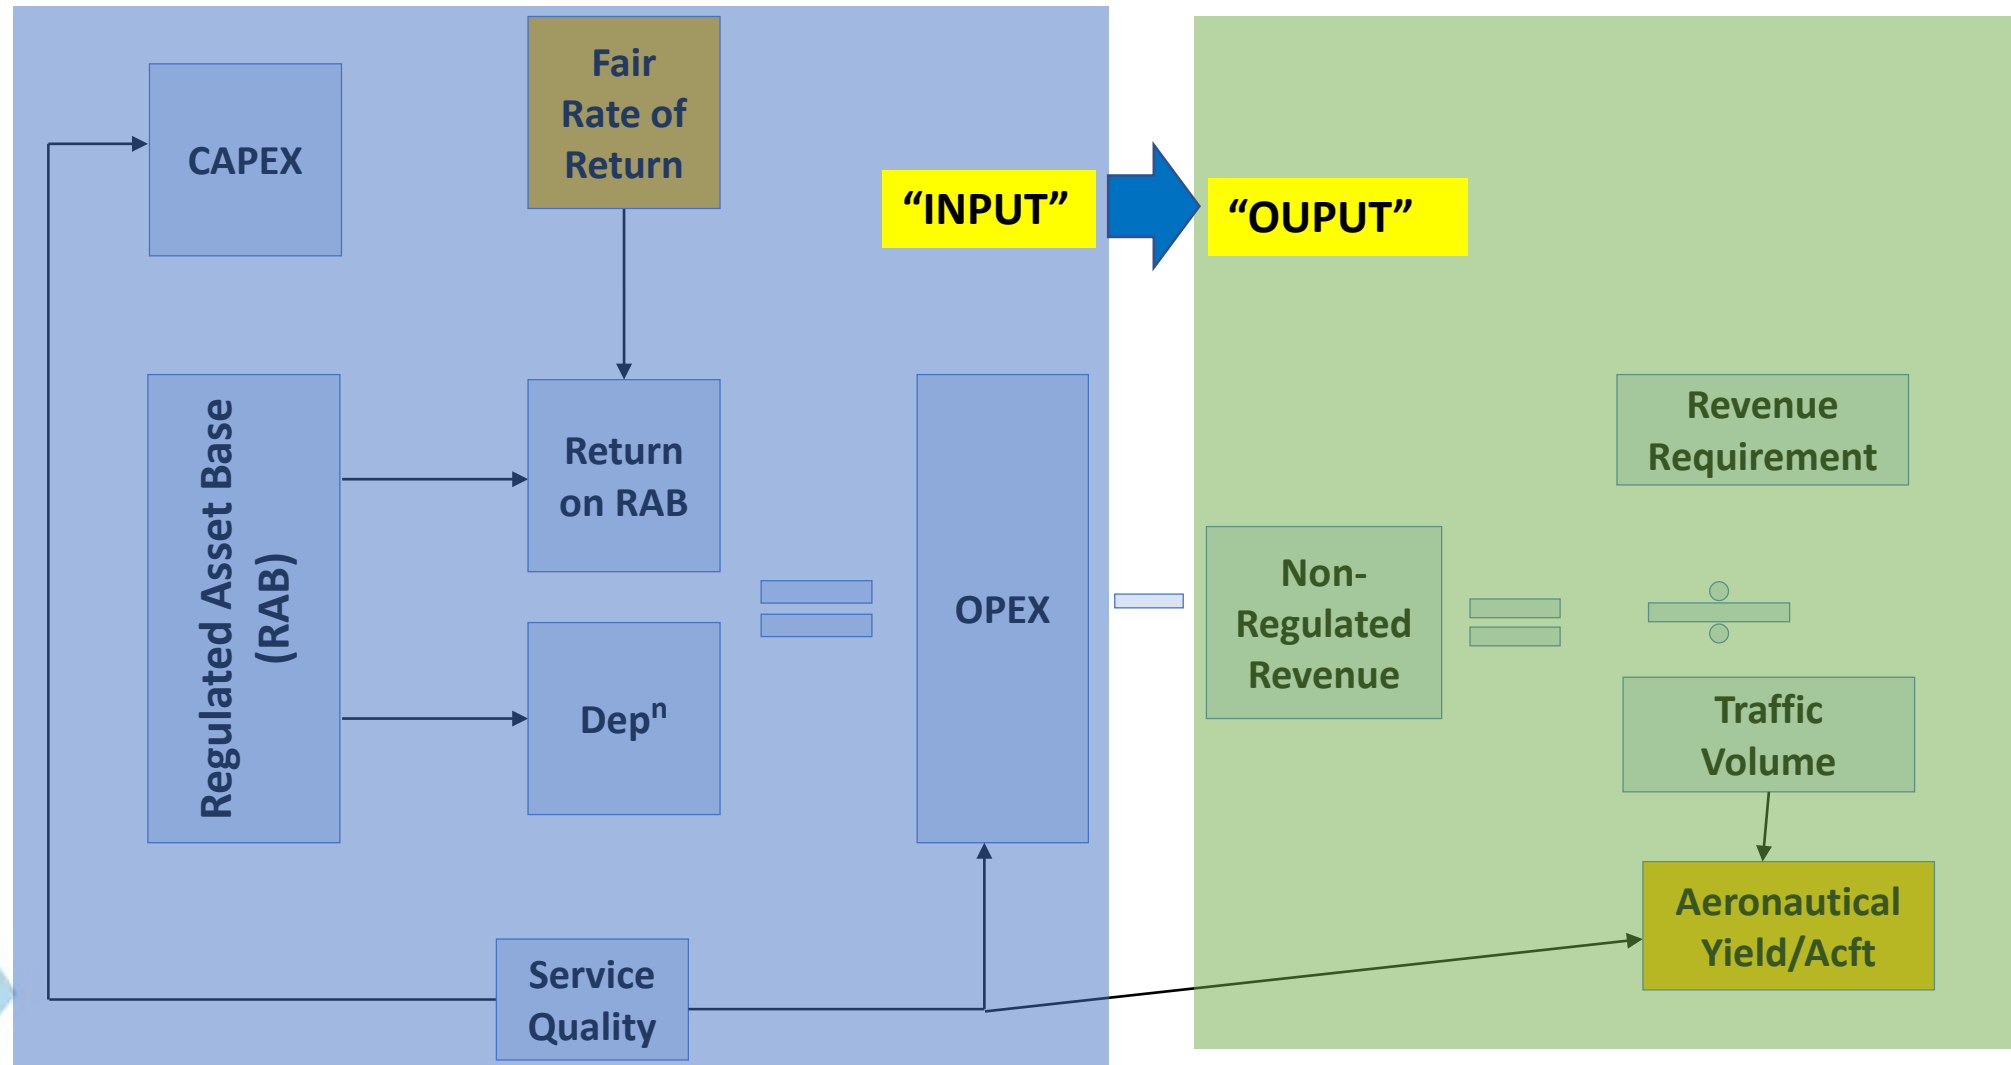 Fair
Rate of
Return
CAPEX
“INPUT”
“OUPUT”
Regulated Asset Base
(RAB)
Return
on RAB
Depⁿ
OPEX
Non-
Regulated
Revenue
Revenue
Requirement
Traffic
Volume
Aeronautical
Yield/Acft
Service
Quality